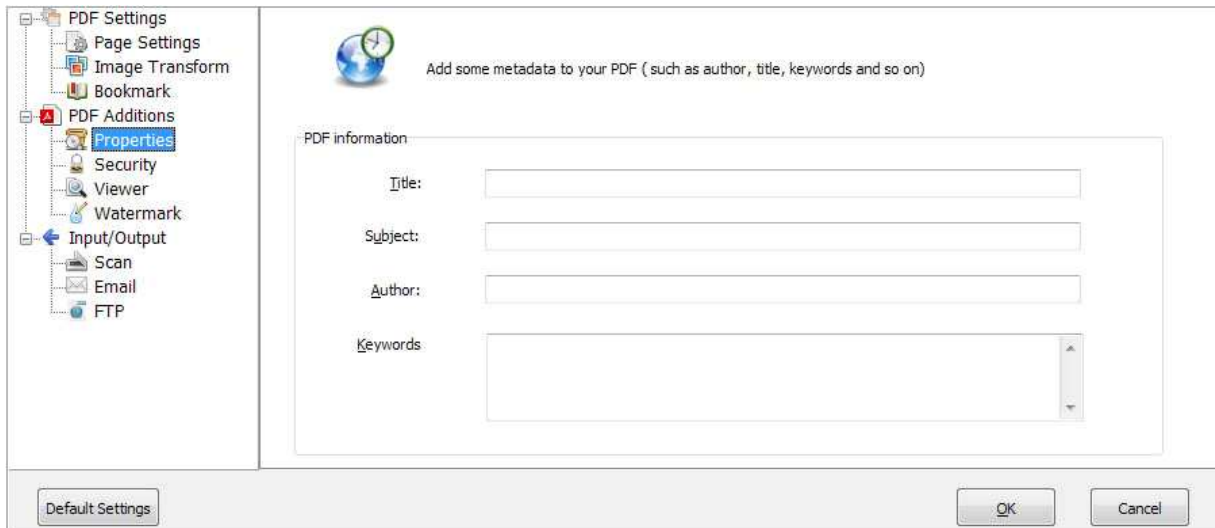 PDF Settings
Page Settings
Image Transform
Bookmark
PDF Additions
Properties
Security
Viewer
Watermark
Input/Output
Scan
Email
FTP
Add some metadata to your PDF ( such as author, title, keywords and so on)
PDF information
Title:
Subject:
Author:
Keywords
Default Settings
OK
Cancel